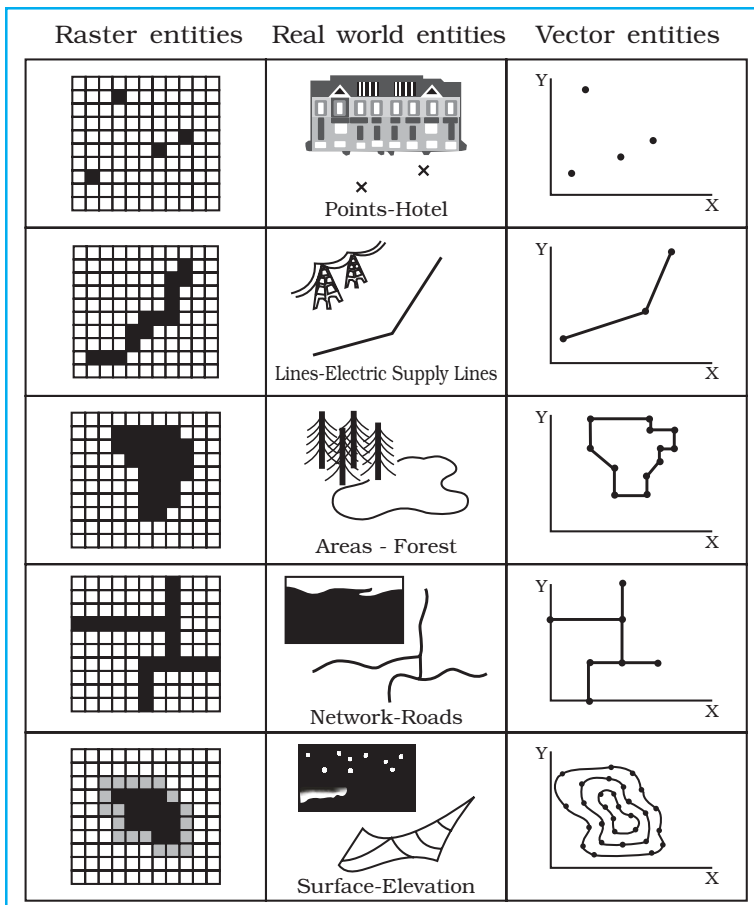 Raster entities Real world entities Vector entities
Y
X
Points-Hotel
Y
X
Lines-Electric Supply Lines
Y
X
Areas - Forest
Y
X
Network-Roads
Y
X
Surface-Elevation